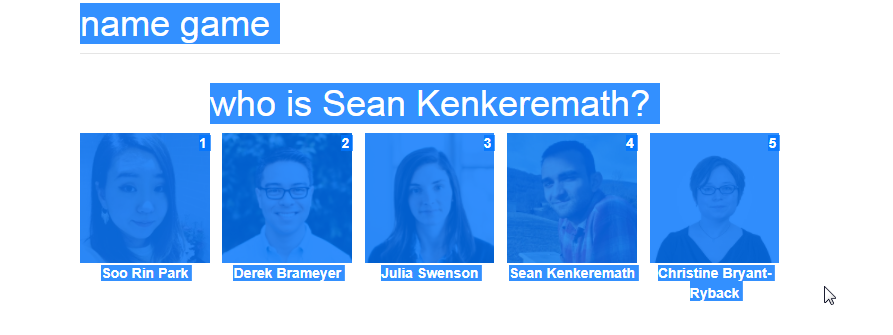 name game
who is Sean Kenkeremath?
1 2 3 4 5
Soo Rin Park Derek Brameyer Julia Swenson Sean Kenkeremath Christine Bryant-
Ryback